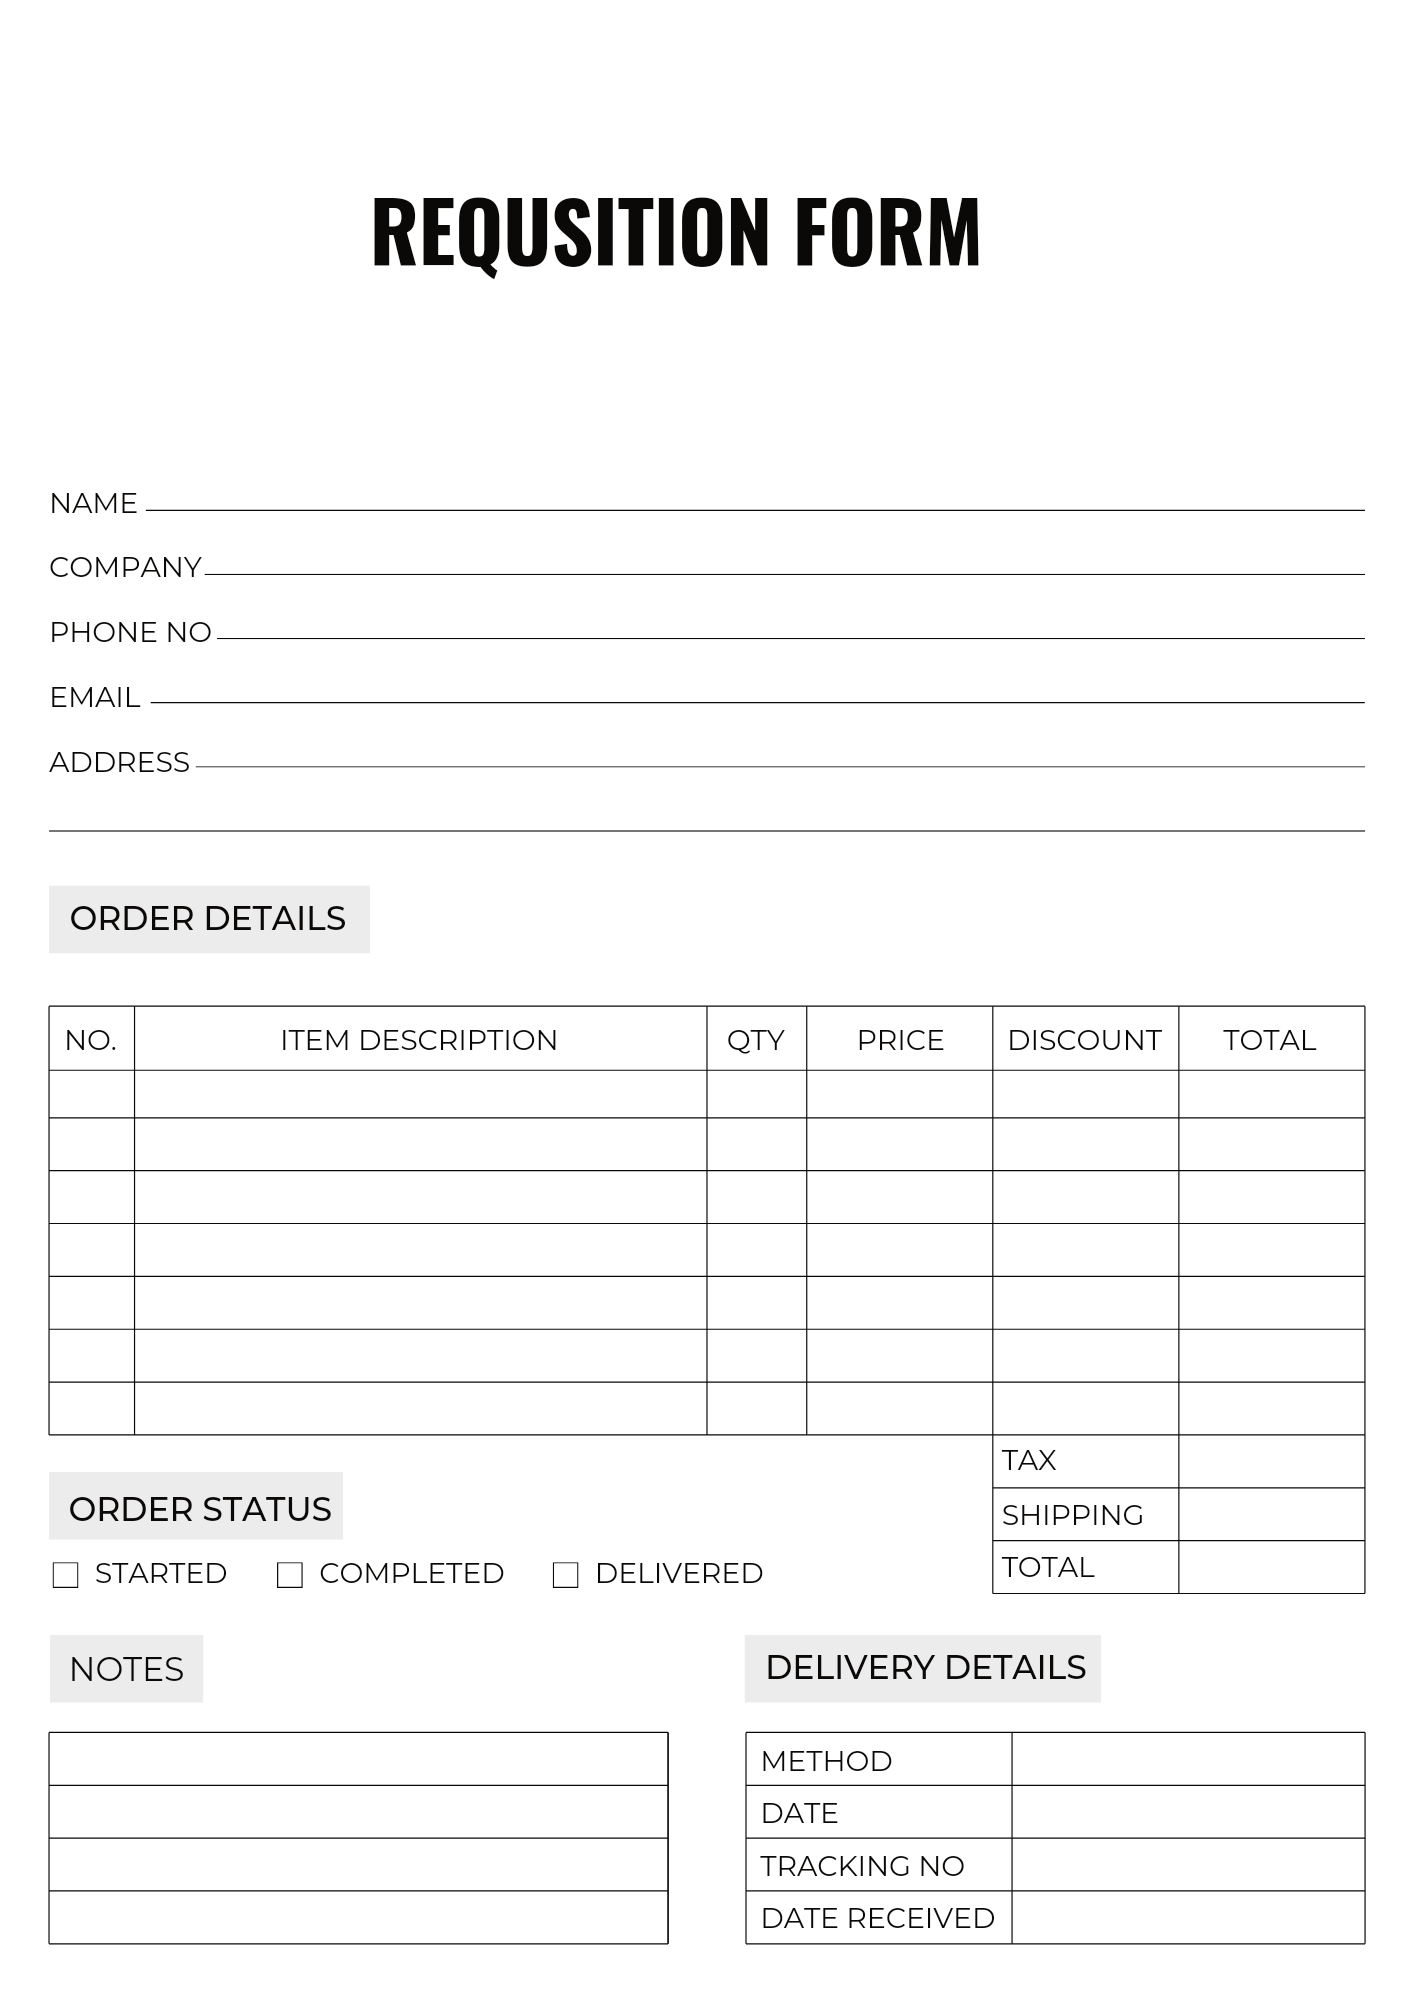 REQUSITION FORM
NAME
COMPANY
PHONE NO
EMAIL
ADDRESS
ORDER DETAILS
NO. ITEM DESCRIPTION QTY PRICE DISCOUNT TOTAL
TAX
SHIPPING
TOTAL
ORDER STATUS
STARTED COMPLETED DELIVERED
NOTES
DELIVERY DETAILS
METHOD
DATE
TRACKING NO
DATE RECEIVED